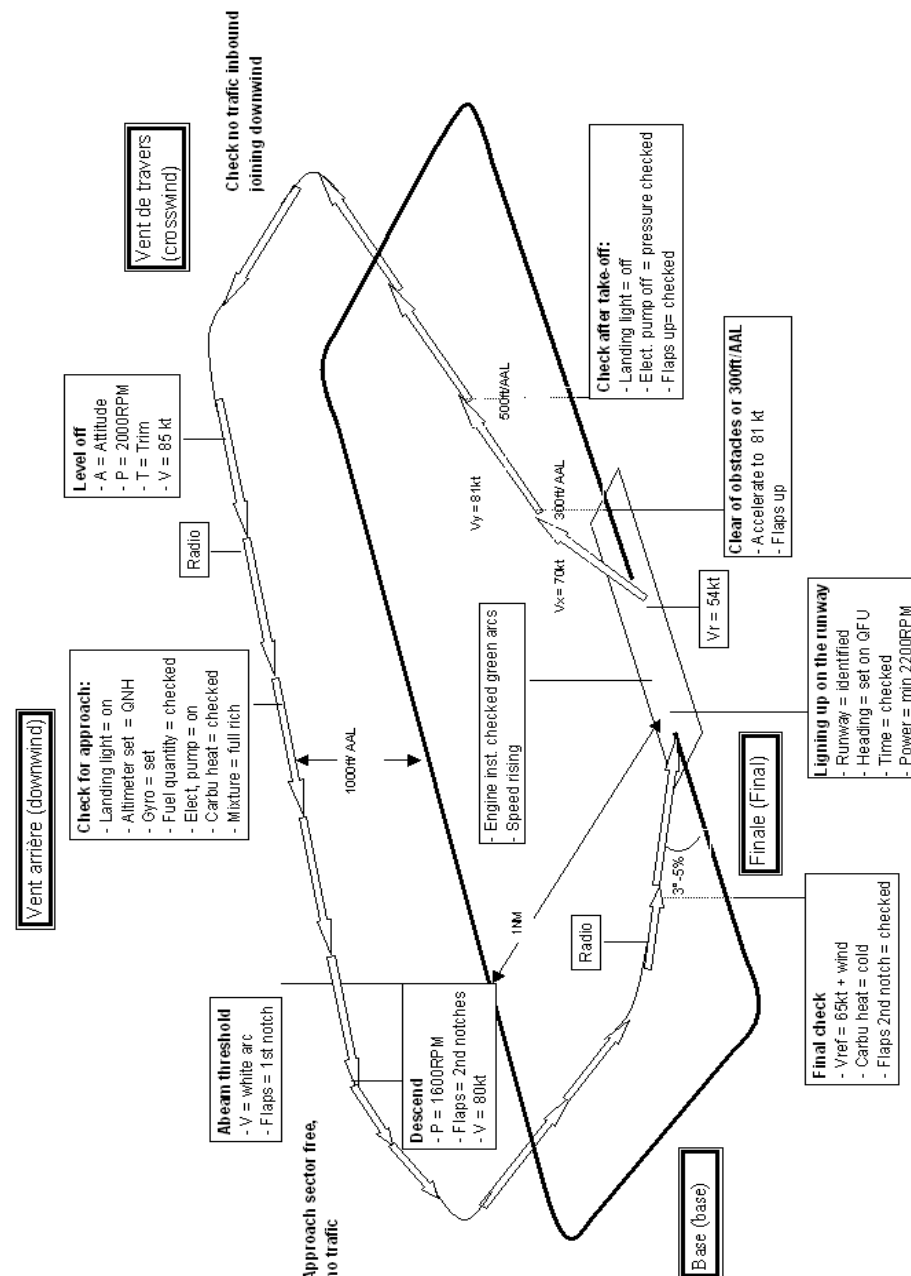 Vent arrière (downwind)
Vent de travers
(crosswind)
Check no trafic inbound
joining downwind
Level off
- A = Attitude
- P = 2000RPM
- T = Trim
- V = 85 kt
Radio
Check for approach:
- Landing light = on
- Altimeter set = QNH
- Gyro = set
- Fuel quantity = checked
- Elect, pump = on
- Carbu heat = checked
- Mixture = full rich
1000ft/ AAL
Abeam threshold
- V = white arc
- Flaps = 1st notch
Descend
- P = 1600RPM
- Flaps = 2nd notches
- V = 80kt
Approach sector free,
no trafic
1NM
- Engine inst. checked green arcs
- Speed rising
Vy = 81kt
500ft/AAL
Vx = 70kt
300ft/ AAL
Check after take-off:
- Landing light = off
- Elect. pump off = pressure checked
- Flaps up= checked
Clear of obstacles or 300ft/AAL
- Accelerate to 81 kt
- Flaps up
Vr = 54kt
Ligning up on the runway
- Runway = identified
- Heading = set on QFU
- Time = checked
- Power = min 2200RPM
Finale (Final)
Radio
3° -5%
Final check
- Vref = 65kt + wind
- Carbu heat = cold
- Flaps 2nd notch = checked
Base (base)